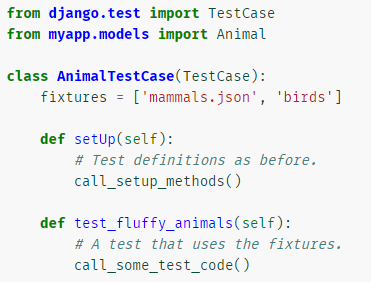 from django.test import TestCase
from myapp.models import Animal

class AnimalTestCase(TestCase):
    fixtures = ['mammals.json', 'birds']

    def setUp(self):
        # Test definitions as before.
        call_setup_methods()

    def test_fluffy_animals(self):
        # A test that uses the fixtures.
        call_some_test_code()